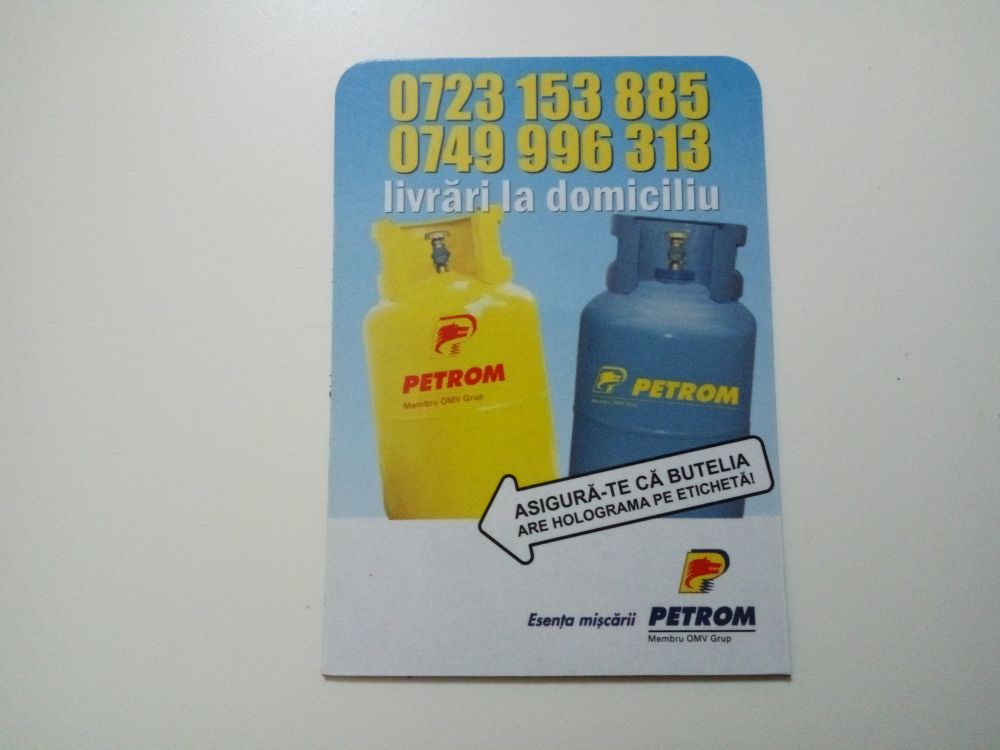 0723 153 885
0749 996 313
livrări la domiciliu
PETROM
Membru OMV Grup
PETROM
Membru OMV Grup
ASIGURĂ-TE CĂ BUTELIA
ARE HOLOGRAMA PE ETICHETĂ!
Esența mișcării PETROM
Membru OMV Grup